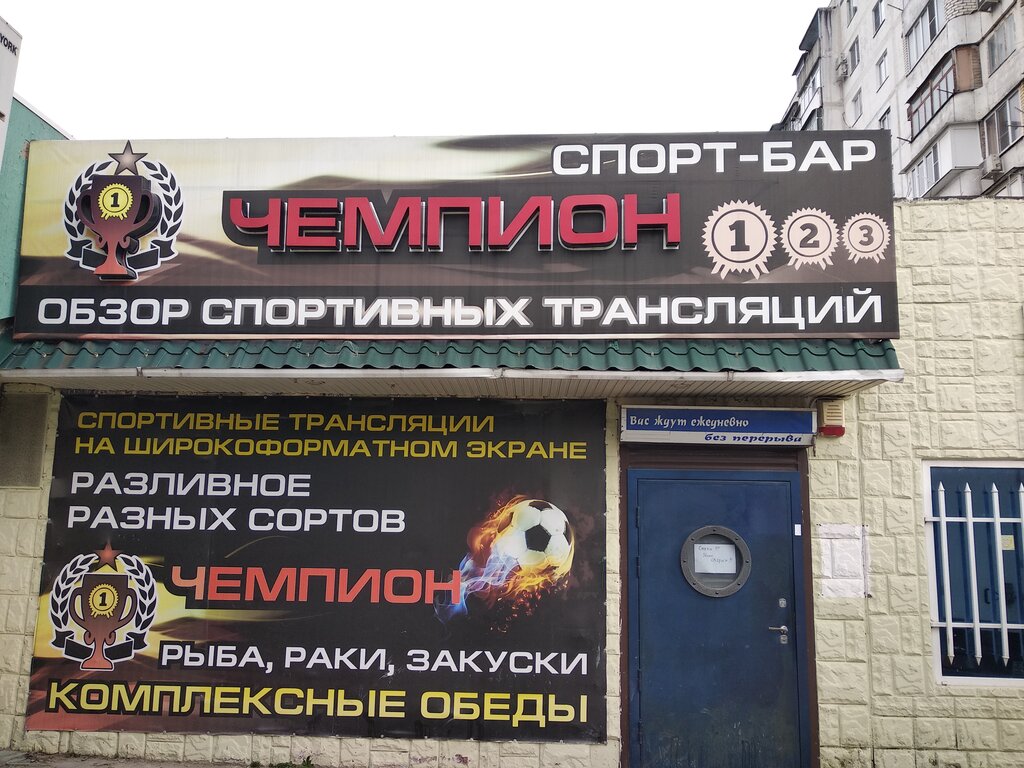 YORK
СПОРТ-БАР
1
ЧЕМПИОН
1 2 3
ОБЗОР СПОРТИВНЫХ ТРАНСЛЯЦИЙ
СПОРТИВНЫЕ ТРАНСЛЯЦИИ
НА ШИРОКОФОРМАТНОМ ЭКРАНЕ
РАЗЛИВНОЕ
РАЗНЫХ СОРТОВ
1
ЧЕМПИОН
РЫБА, РАКИ, ЗАКУСКИ
КОМПЛЕКСНЫЕ ОБЕДЫ
Вас ждут ежедневно
без перерыва